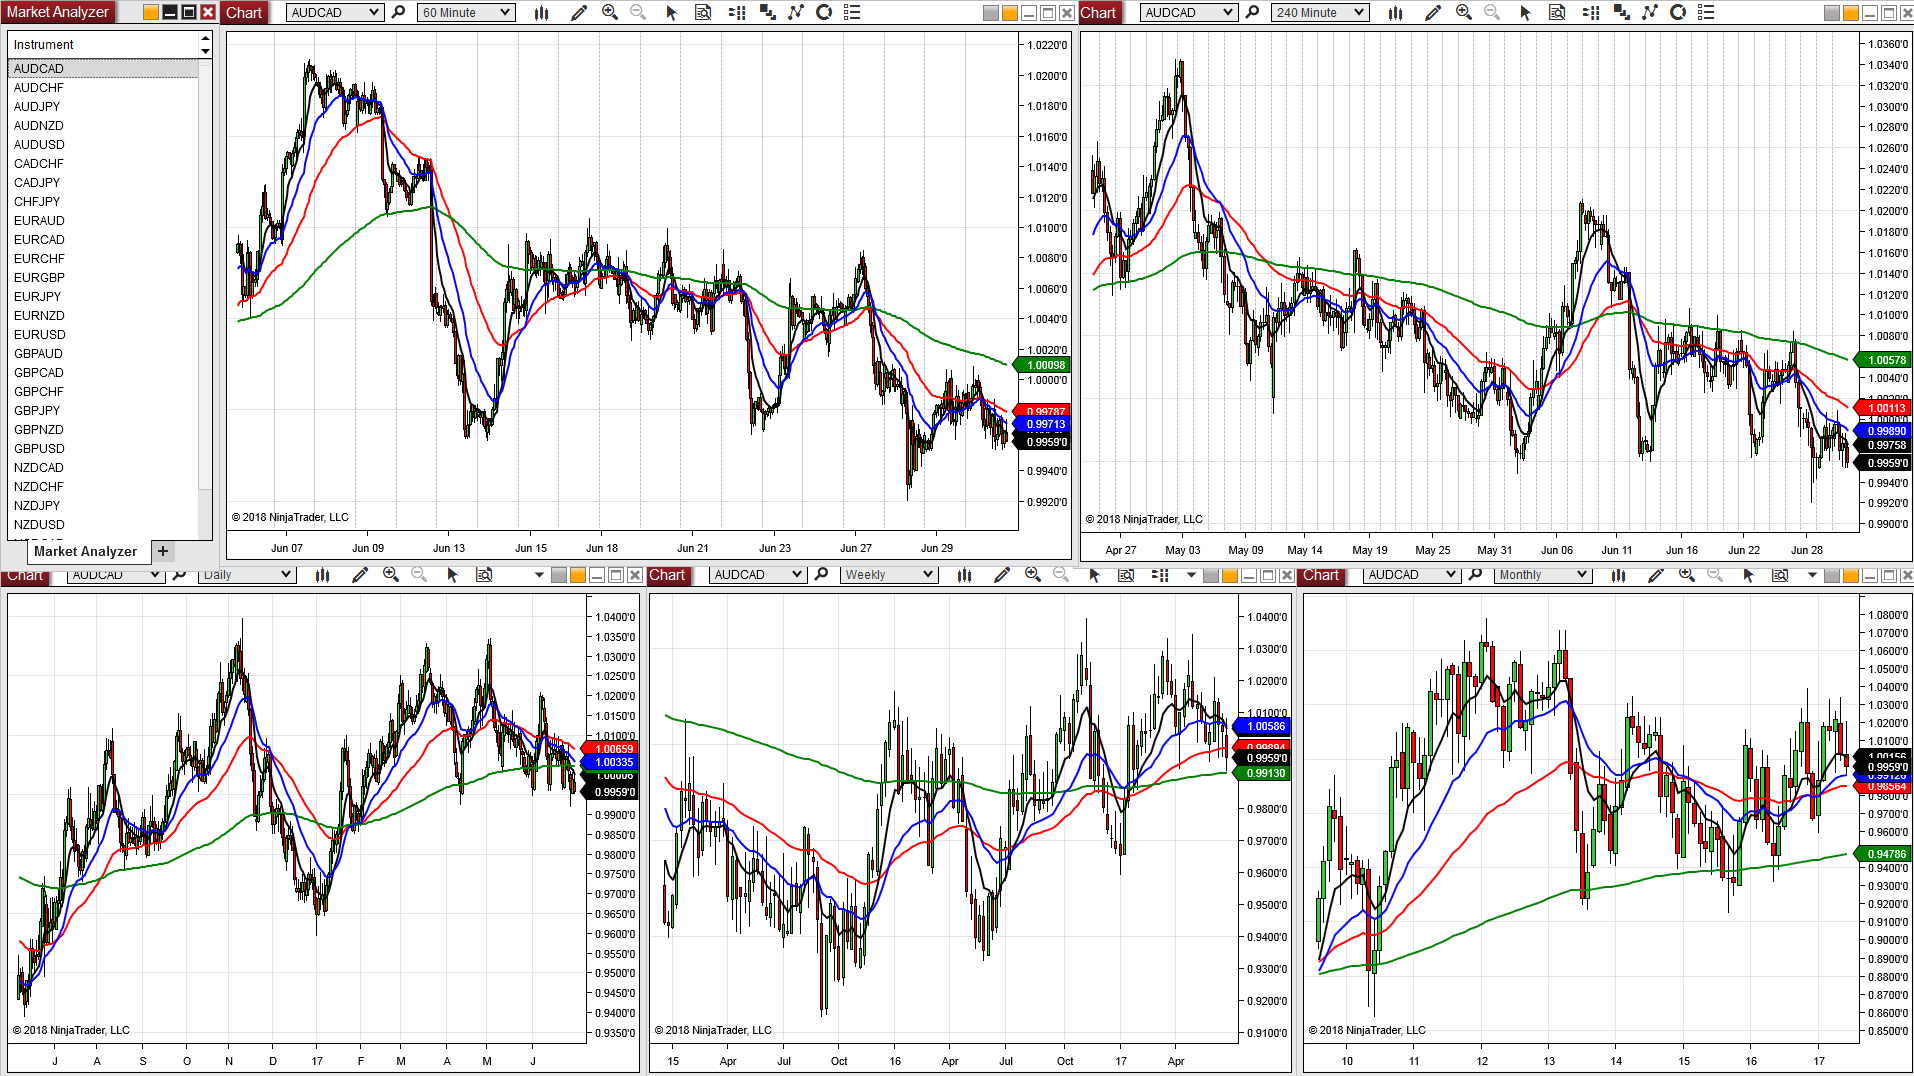 Market Analyzer
Instrument
AUDCAD
AUDCHF
AUDJPY
AUDNZD
AUDUSD
CADCHF
CADJPY
CHFJPY
EURAUD
EURCAD
EURCHF
EURGBP
EURJPY
EURNZD
EURUSD
GBPAUD
GBPCAD
GBPCHF
GBPJPY
GBPNZD
GBPUSD
NZDCAD
NZDCHF
NZDJPY
NZDUSD
Market Analyzer +
Chart AUDCAD 60 Minute
1.0220'0
1.0200'0
1.0180'0
1.0160'0
1.0140'0
1.0120'0
1.0100'0
1.0080'0
1.0060'0
1.0040'0
1.0020'0
1.00098
1.0000'0
0.99787
0.99713
0.9959'0
0.9940'0
0.9920'0
© 2018 NinjaTrader, LLC
Jun 07 Jun 09 Jun 13 Jun 15 Jun 18 Jun 21 Jun 23 Jun 27 Jun 29
Chart AUDCAD 240 Minute
1.0360'0
1.0340'0
1.0320'0
1.0300'0
1.0280'0
1.0260'0
1.0240'0
1.0220'0
1.0200'0
1.0180'0
1.0160'0
1.0140'0
1.0120'0
1.0100'0
1.0080'0
1.00578
1.0040'0
1.00113
0.99890
0.99758
0.9959'0
0.9940'0
0.9920'0
0.9900'0
© 2018 NinjaTrader, LLC
Apr 27 May 03 May 09 May 14 May 19 May 25 May 31 Jun 06 Jun 11 Jun 16 Jun 22 Jun 28
Chart AUDCAD Daily
1.0400'0
1.0350'0
1.0300'0
1.0250'0
1.0200'0
1.0150'0
1.0100'0
1.00659
1.00335
0.9959'0
0.9900'0
0.9850'0
0.9800'0
0.9750'0
0.9700'0
0.9650'0
0.9600'0
0.9550'0
0.9500'0
0.9450'0
0.9400'0
0.9350'0
© 2018 NinjaTrader, LLC
J A S O N D 17 F M A M J
Chart AUDCAD Weekly
1.0400'0
1.0300'0
1.0200'0
1.0100'0
1.00586
0.9959'0
0.99130
0.9800'0
0.9700'0
0.9600'0
0.9500'0
0.9400'0
0.9300'0
0.9200'0
0.9100'0
© 2018 NinjaTrader, LLC
15 Apr Jul Oct 16 Apr Jul Oct 17 Apr
Chart AUDCAD Monthly
1.0800'0
1.0700'0
1.0600'0
1.0500'0
1.0400'0
1.0300'0
1.0200'0
1.0100'0
0.9959'0
0.98564
0.9800'0
0.9700'0
0.9600'0
0.94786
0.9400'0
0.9300'0
0.9200'0
0.9100'0
0.9000'0
0.8900'0
0.8800'0
0.8700'0
0.8600'0
0.8500'0
© 2018 NinjaTrader, LLC
10 11 12 13 14 15 16 17